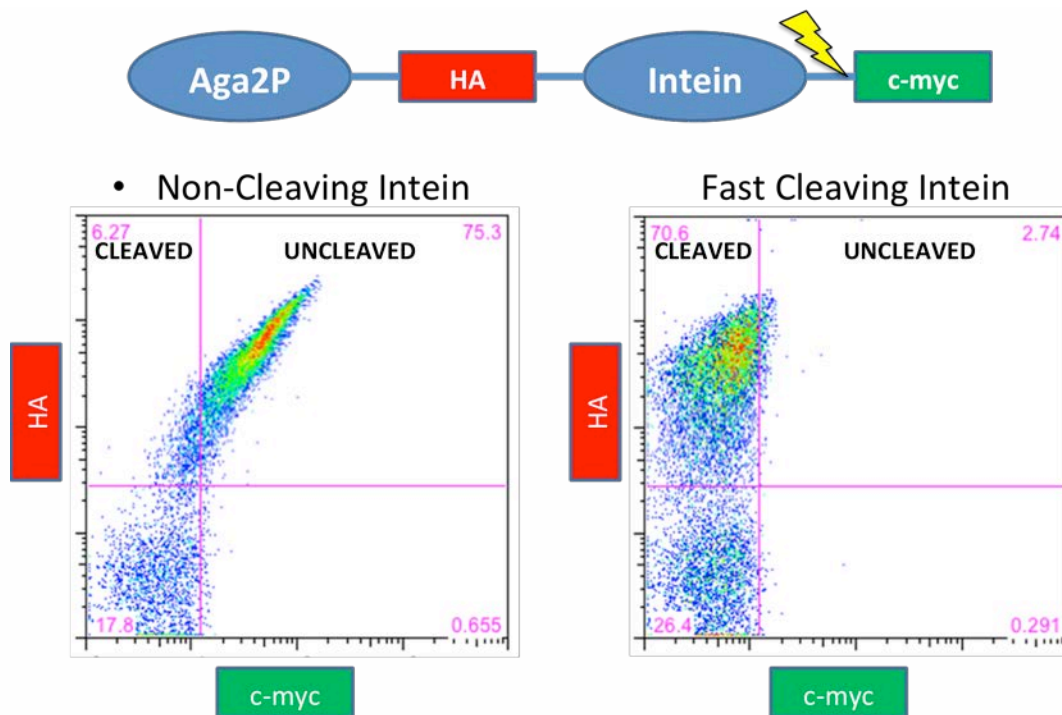 Aga2P HA Intein c-myc
• Non-Cleaving Intein Fast Cleaving Intein
6.27 75.3 70.6 2.74
CLEAVED UNCLEAVED CLEAVED UNCLEAVED
HA HA
17.8 0.655 26.4 0.291
c-myc c-myc